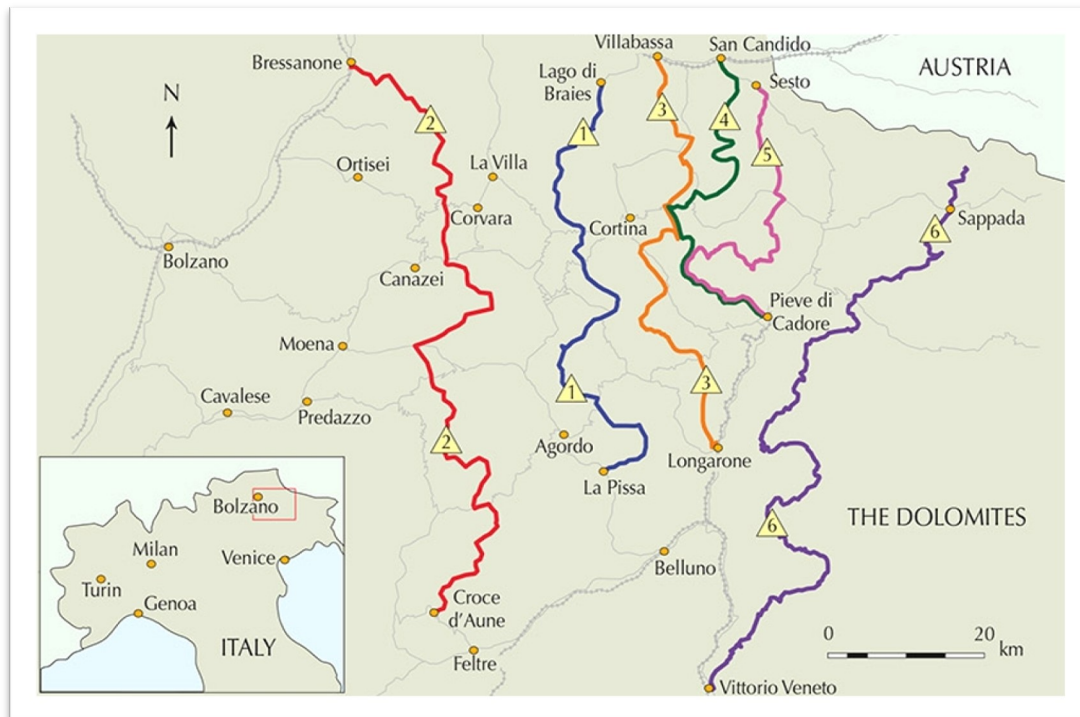 Villabassa
San Candido
Bressanone
Lago di
Braies
Sesto
AUSTRIA
N
2
1
3
4
5
Ortisei
La Villa
Corvara
Cortina
Sappada
6
Bolzano
Canazei
Pieve di
Cadore
Moena
Cavalese
Predazzo
1
3
2
Agordo
Longarone
La Pissa
THE DOLOMITES
6
Belluno
Croce
d'Aune
Feltre
0
20
km
Vittorio Veneto
Bolzano
Milan
Venice
Turin
Genoa
ITALY